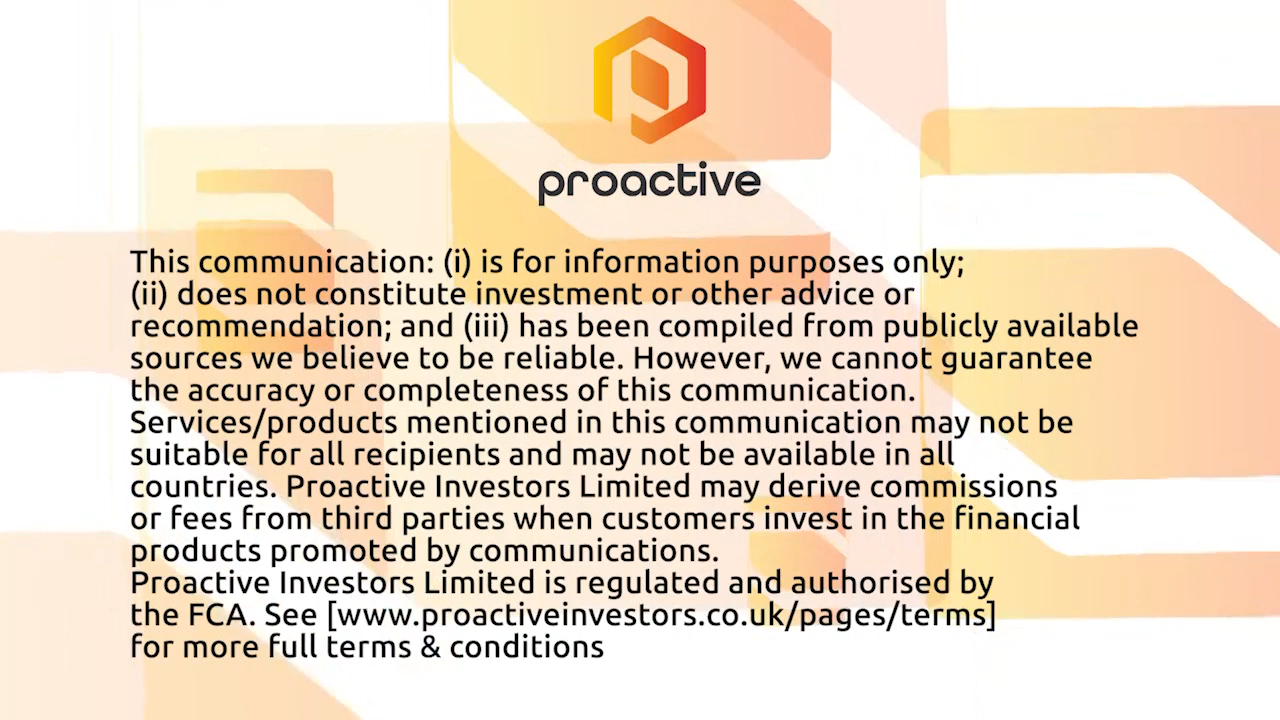 proactive
This communication: (i) is for information purposes only;
(ii) does not constitute investment or other advice or
recommendation; and (iii) has been compiled from publicly available
sources we believe to be reliable. However, we cannot guarantee
the accuracy or completeness of this communication.
Services/products mentioned in this communication may not be
suitable for all recipients and may not be available in all
countries. Proactive Investors Limited may derive commissions
or fees from third parties when customers invest in the financial
products promoted by communications.
Proactive Investors Limited is regulated and authorised by
the FCA. See [www.proactiveinvestors.co.uk/pages/terms]
for more full terms & conditions